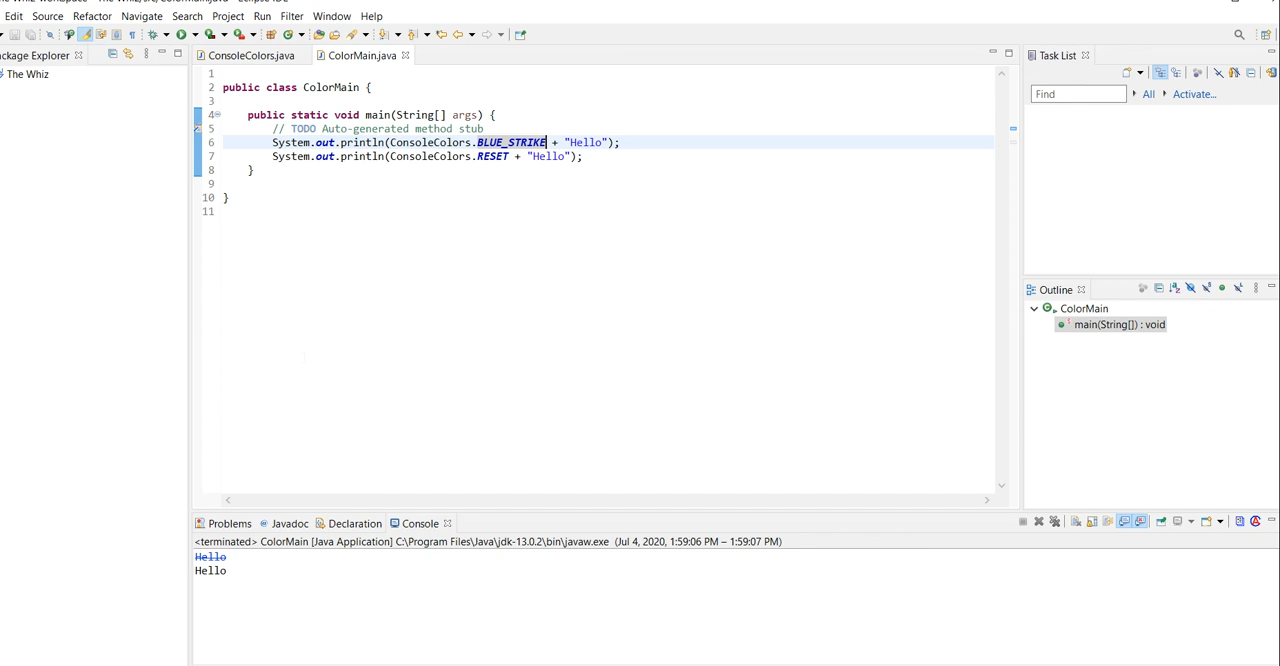 Edit Source Refactor Navigate Search Project Run Filter Window Help
ackage Explorer
The Whiz
ConsoleColors.java ColorMain.java
1
2 public class ColorMain {
3
4 public static void main(String[] args) {
5 // TODO Auto-generated method stub
6 System.out.println(ConsoleColors.BLUE_STRIKE + "Hello");
7 System.out.println(ConsoleColors.RESET + "Hello");
8 }
9
10 }
11
Task List
Find All Activate...
Outline
ColorMain
main(String[]) : void
Problems Javadoc Declaration Console
<terminated> ColorMain [Java Application] C:\Program Files\Java\jdk-13.0.2\bin\javaw.exe (Jul 4, 2020, 1:59:06 PM – 1:59:07 PM)
Hello
Hello